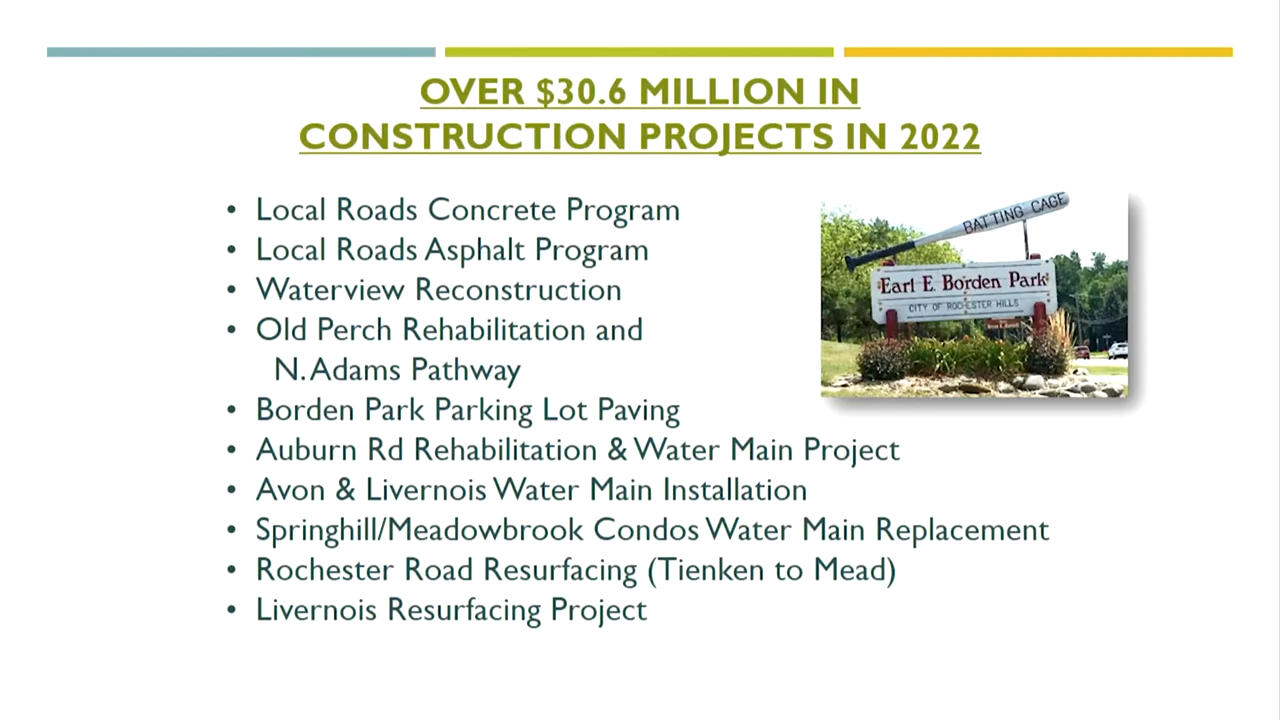 OVER $30.6 MILLION IN
CONSTRUCTION PROJECTS IN 2022
• Local Roads Concrete Program
• Local Roads Asphalt Program
• Waterview Reconstruction
• Old Perch Rehabilitation and
N. Adams Pathway
• Borden Park Parking Lot Paving
• Auburn Rd Rehabilitation & Water Main Project
• Avon & Livernois Water Main Installation
• Springhill/Meadowbrook Condos Water Main Replacement
• Rochester Road Resurfacing (Tienken to Mead)
• Livernois Resurfacing Project
BATTING CAGE
Earl E. Borden Park
CITY OF ROCHESTER HILLS